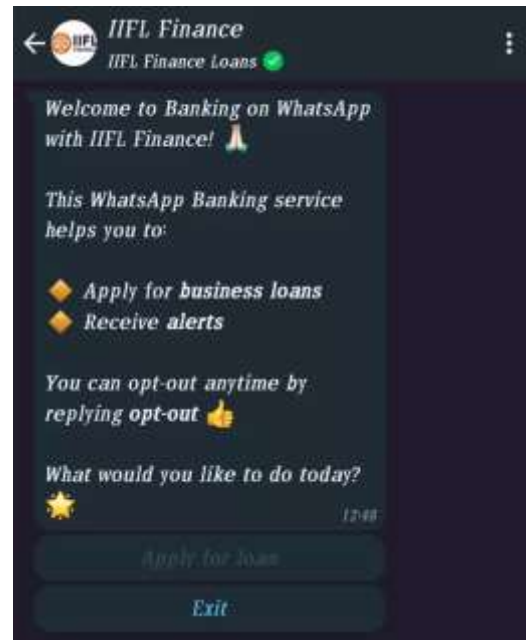 IIFL Finance
IIFL
IIFL Finance Loans
Welcome to Banking on WhatsApp
with IIFL Finance!
This WhatsApp Banking service
helps you to:
Apply for business loans
Receive alerts
You can opt-out anytime by
replying opt-out
What would you like to do today?
12:48
Apply for loan
Exit